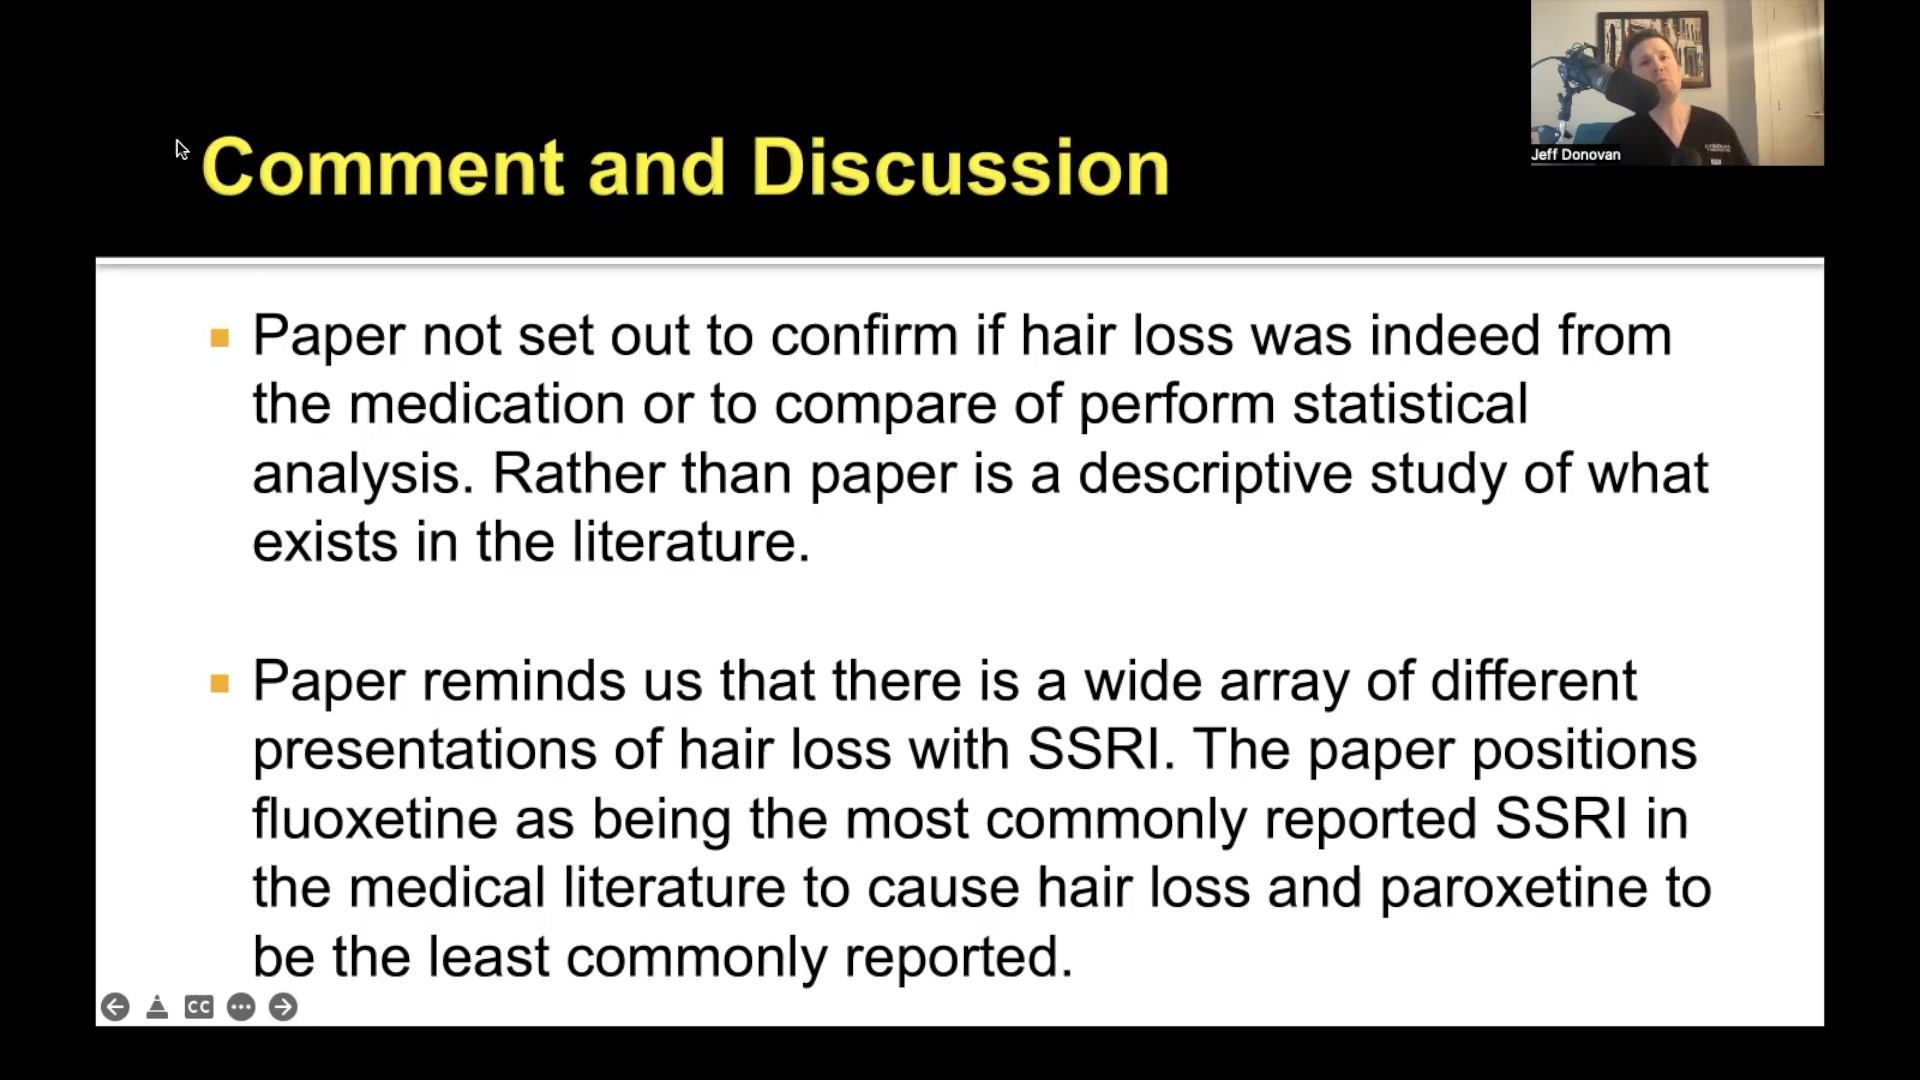 Jeff Donovan
Comment and Discussion
Paper not set out to confirm if hair loss was indeed from
the medication or to compare of perform statistical
analysis. Rather than paper is a descriptive study of what
exists in the literature.
Paper reminds us that there is a wide array of different
presentations of hair loss with SSRI. The paper positions
fluoxetine as being the most commonly reported SSRI in
the medical literature to cause hair loss and paroxetine to
be the least commonly reported.
CC